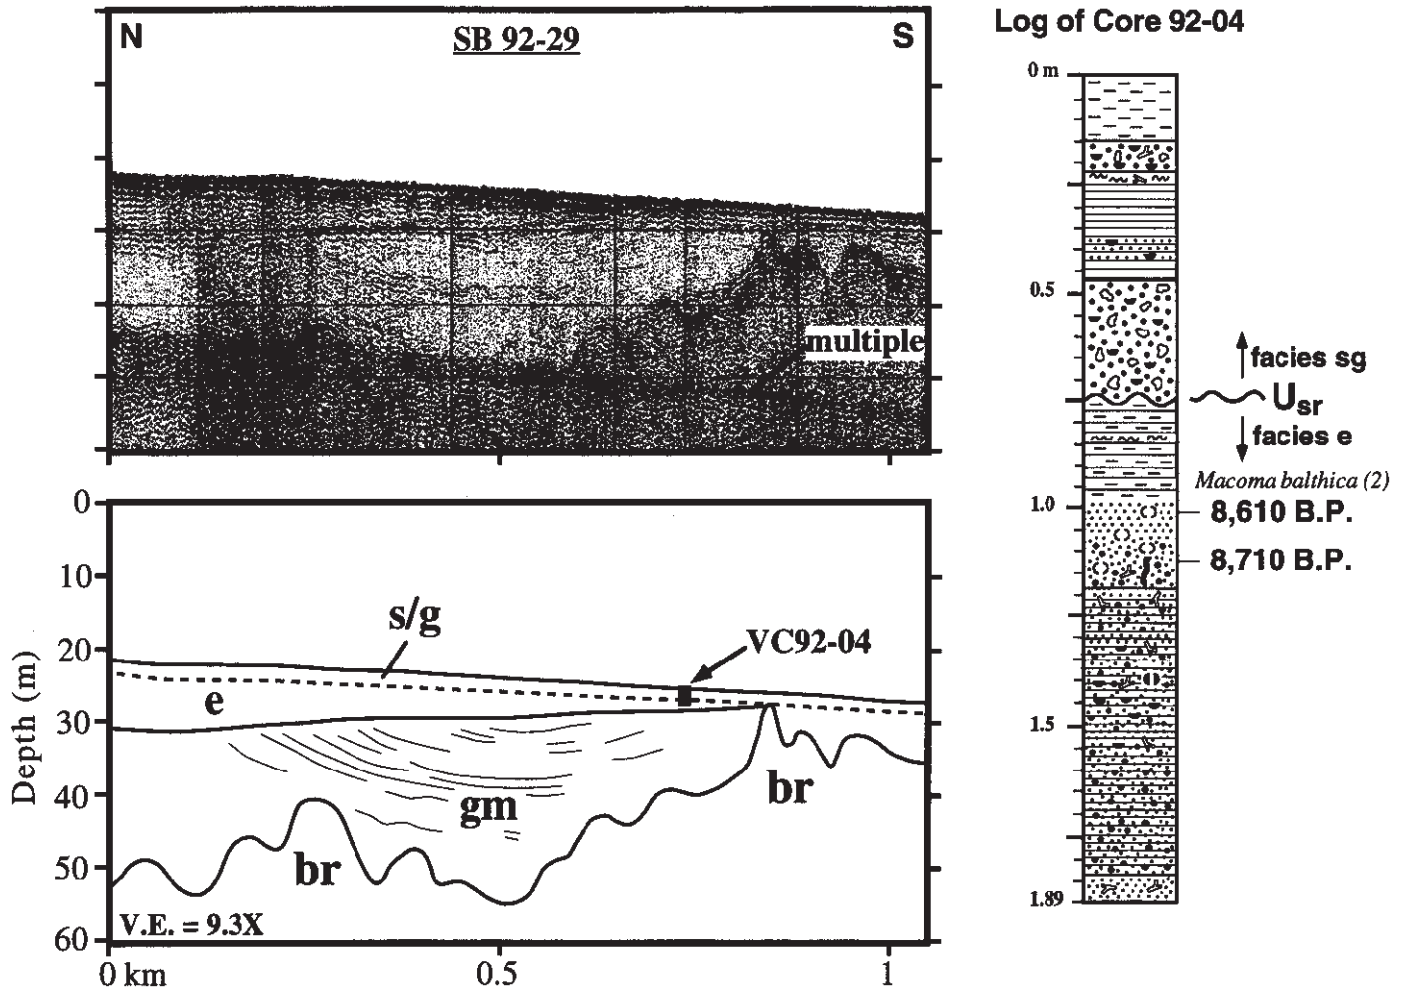 N
SB 92-29
S
multiple
Log of Core 92-04
0 m
0.5
1.0
1.5
1.89
facies sg
Usr
facies e
Macoma balthica (2)
8,610 B.P.
8,710 B.P.
Depth (m)
0
10
20
30
40
50
60
s/g
VC92-04
e
gm
br
br
V.E. = 9.3X
0 km
0.5
1